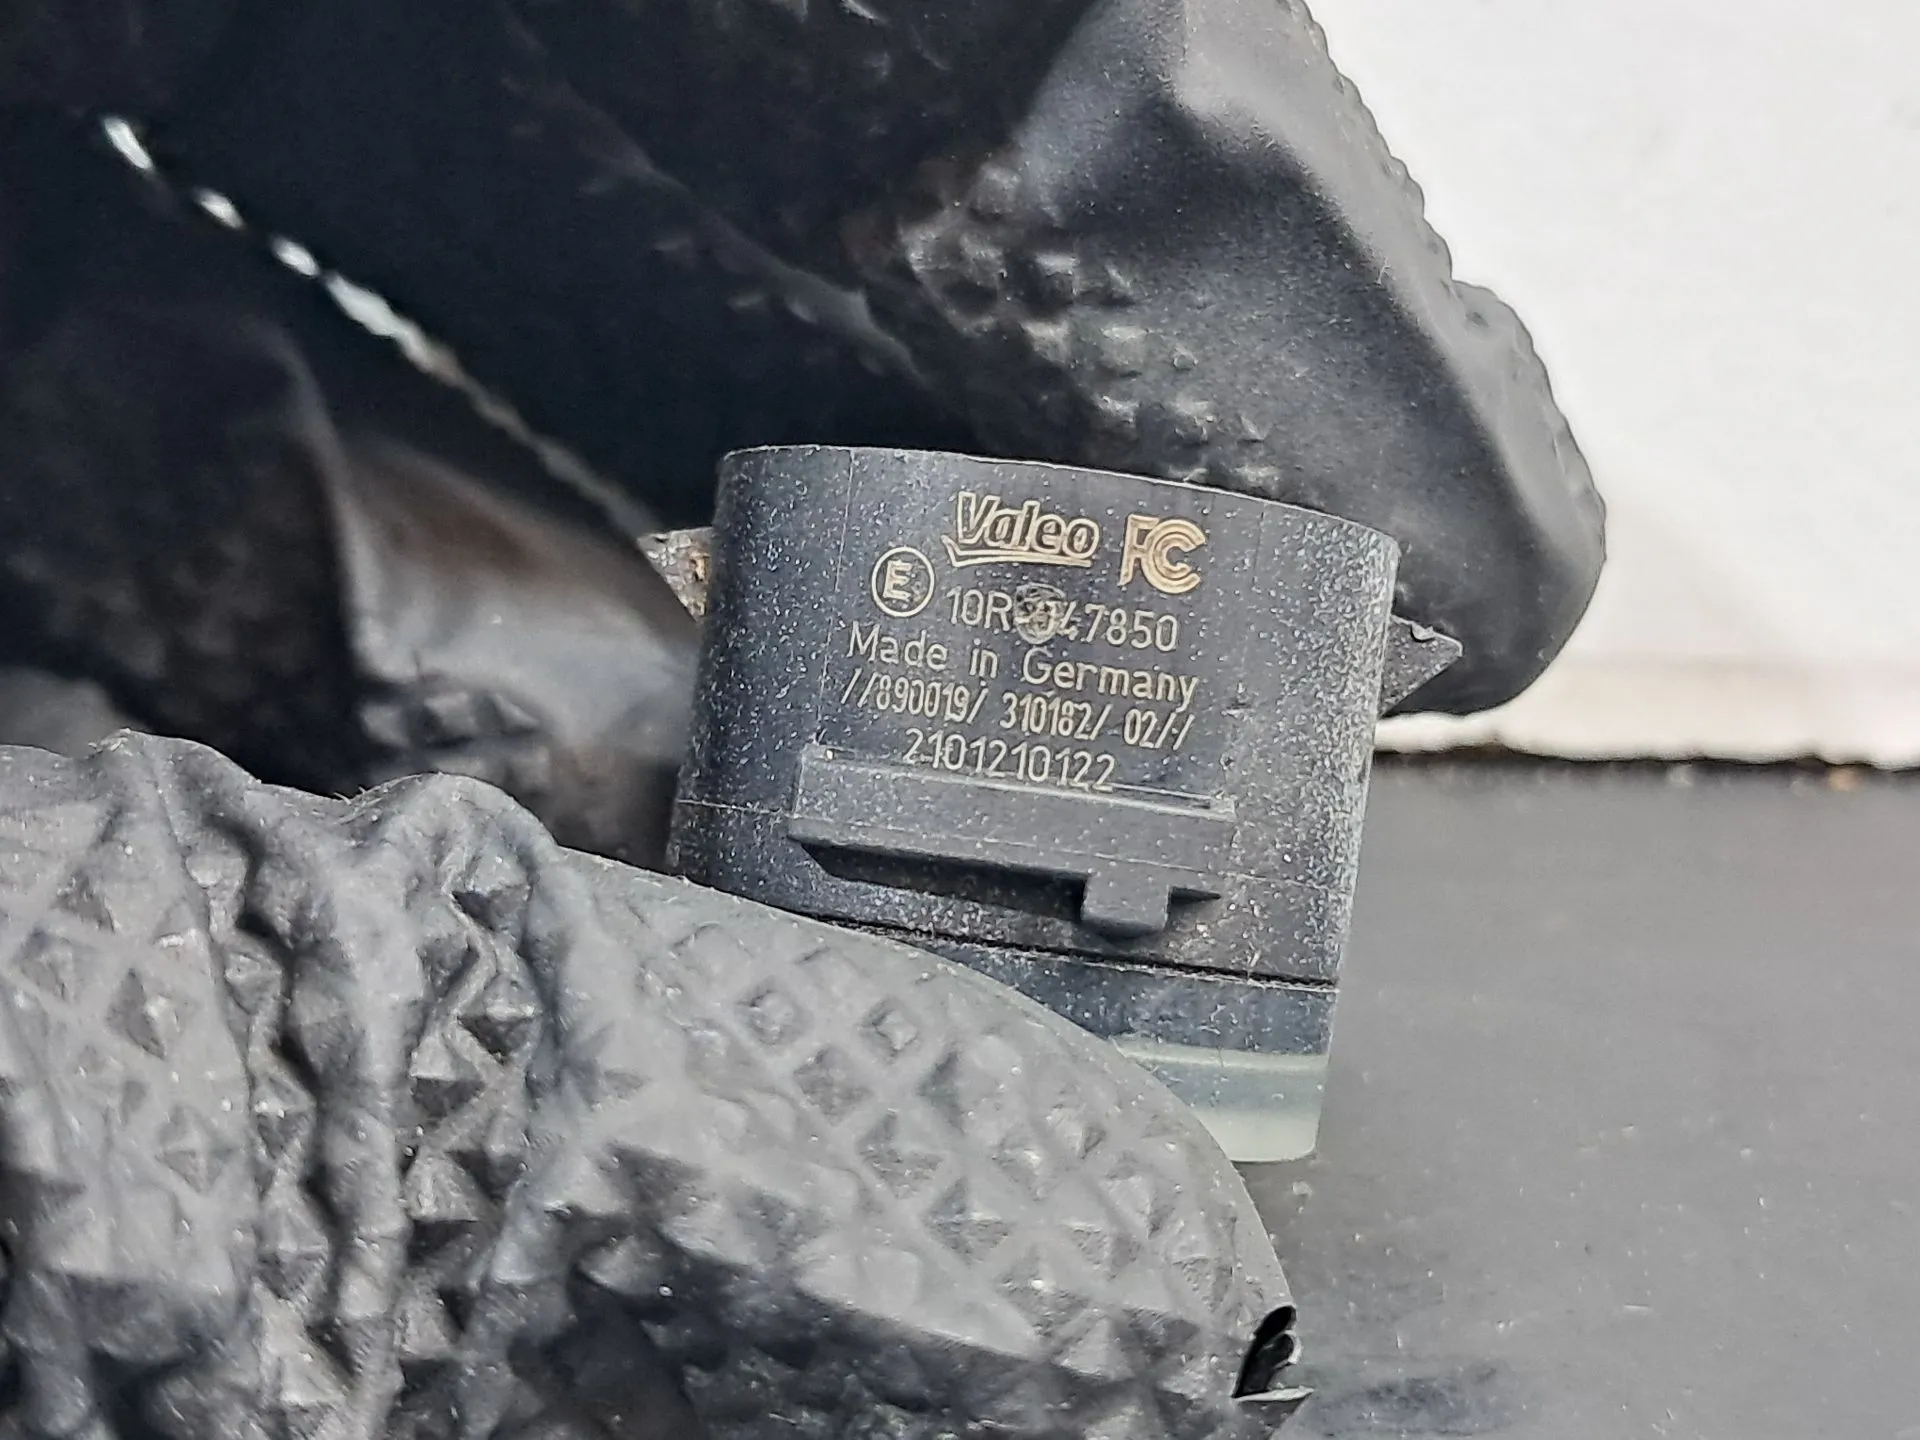 Valeo FC
E 10R 47850
Made in Germany
//890019/ 310182/ 02//
2101210122